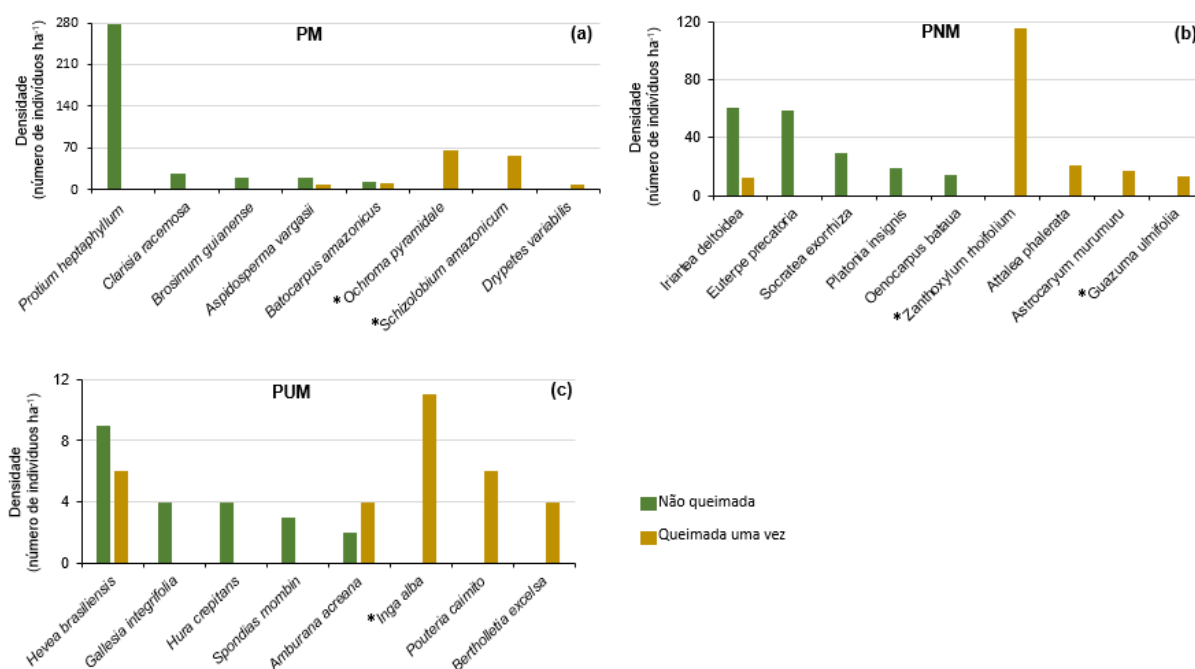 PM
(a)
Densidade
(número de indivíduos ha⁻¹)
280
210
140
70
0
Protium heptaphyllum
Clarisia racemosa
Brosimum guianense
Aspidosperma vargasii
Batocarpus amazonicus
*Ochroma pyramidale
*Schizolobium amazonicum
Drypetes variabilis
PNM
(b)
Densidade
(número de indivíduos ha⁻¹)
120
80
40
0
Iriartea deltoidea
Euterpe precatoria
Socratea exorrhiza
Platonia insignis
Oenocarpus bataua
*Zanthoxylum rhoifolium
Attalea phalerata
Astrocaryum murumuru
*Guazuma ulmifolia
PUM
(c)
Densidade
(número de indivíduos ha⁻¹)
12
8
4
0
Hevea brasiliensis
Gallesia integrifolia
Hura crepitans
Spondias mombin
Amburana acreana
*Inga alba
Pouteria caimito
Bertholletia excelsa
Não queimada
Queimada uma vez